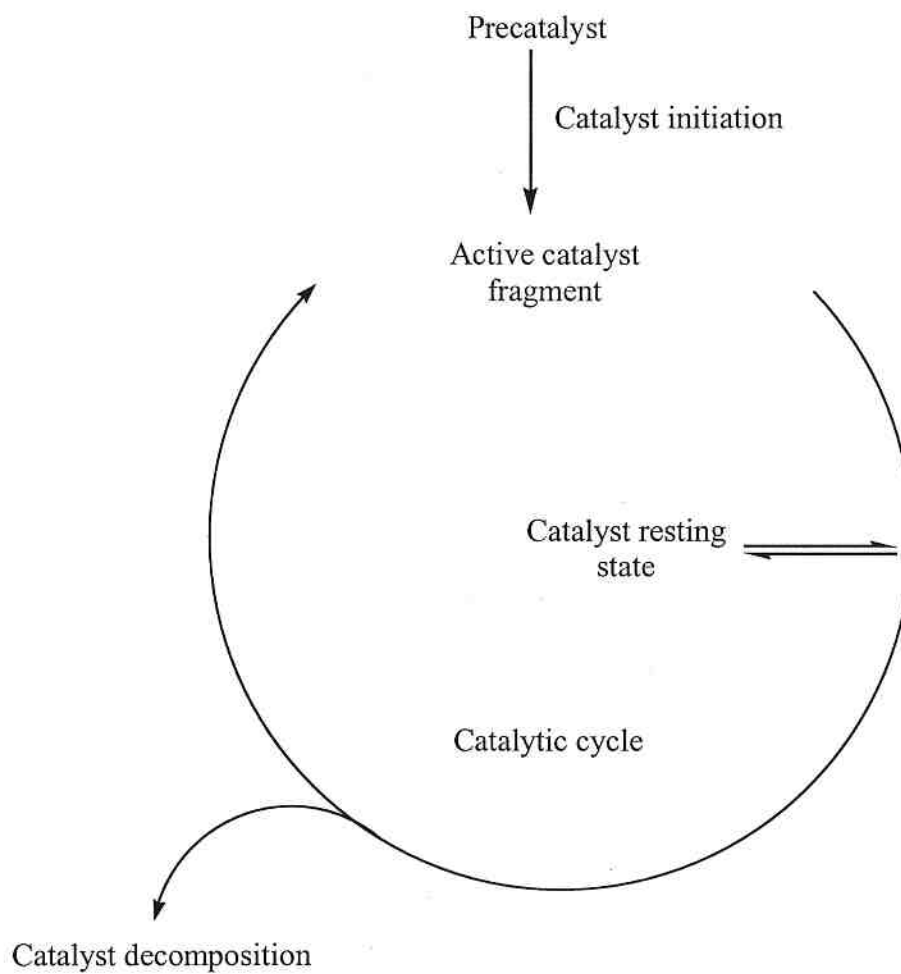 Precatalyst
Catalyst initiation
Active catalyst
fragment
Catalyst resting
state
Catalytic cycle
Catalyst decomposition